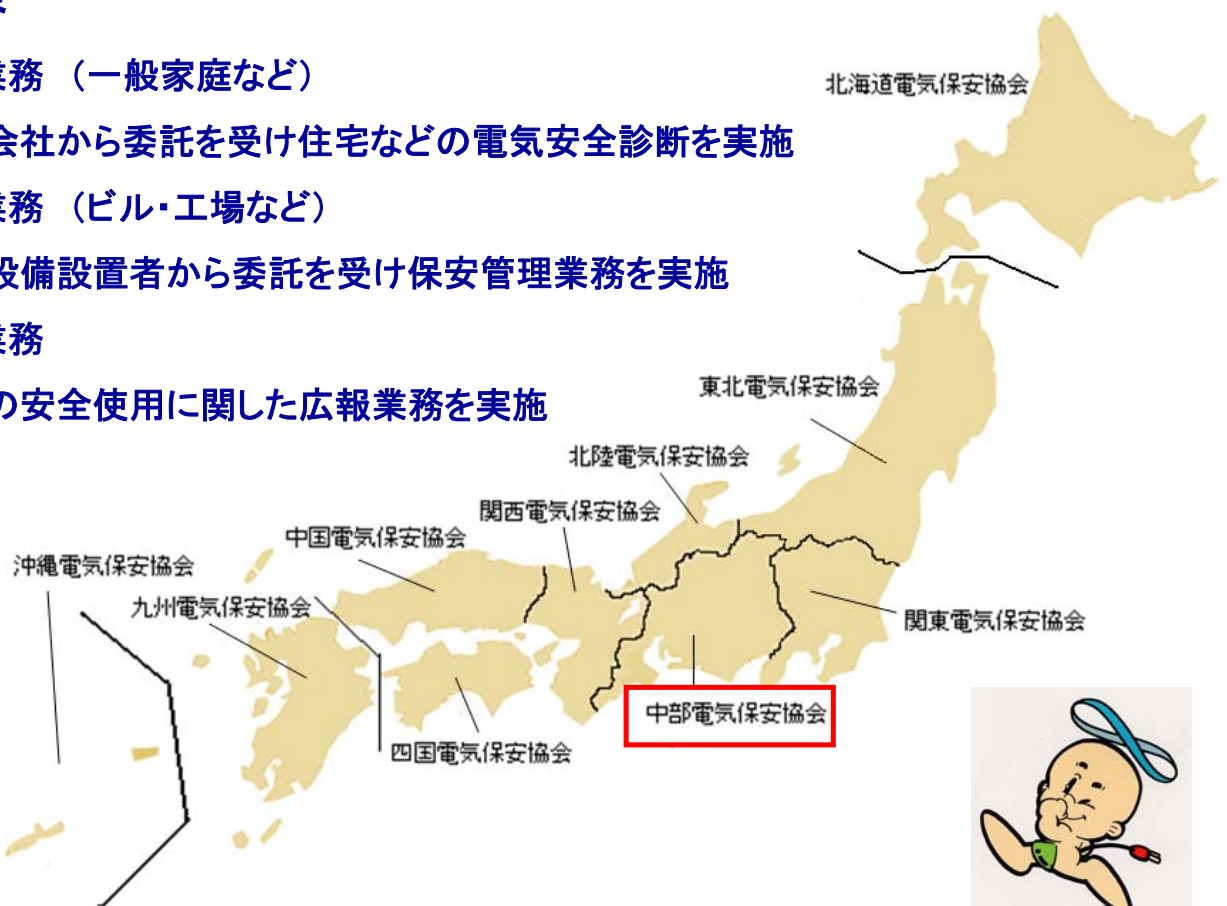 務 （一般家庭など）
会社から委託を受け住宅などの電気安全診断を実施
務 （ビル・工場など）
設備設置者から委託を受け保安管理業務を実施
務
の安全使用に関した広報業務を実施
北海道電気保安協会
東北電気保安協会
北陸電気保安協会
関西電気保安協会
中国電気保安協会
沖縄電気保安協会
九州電気保安協会
関東電気保安協会
中部電気保安協会
四国電気保安協会